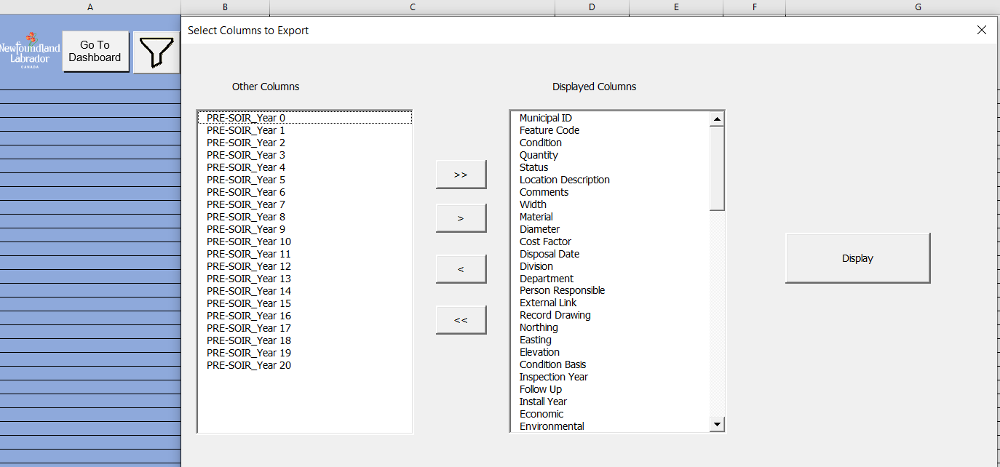 A B C D E F G
Select Columns to Export
Newfoundland
Labrador
CANADA
Go To
Dashboard
Other Columns
Displayed Columns
PRE-SOIR_Year 0
PRE-SOIR_Year 1
PRE-SOIR_Year 2
PRE-SOIR_Year 3
PRE-SOIR_Year 4
PRE-SOIR_Year 5
PRE-SOIR_Year 6
PRE-SOIR_Year 7
PRE-SOIR_Year 8
PRE-SOIR_Year 9
PRE-SOIR_Year 10
PRE-SOIR_Year 11
PRE-SOIR_Year 12
PRE-SOIR_Year 13
PRE-SOIR_Year 14
PRE-SOIR_Year 15
PRE-SOIR_Year 16
PRE-SOIR_Year 17
PRE-SOIR_Year 18
PRE-SOIR_Year 19
PRE-SOIR_Year 20
>>
>
<
<<
Municipal ID
Feature Code
Condition
Quantity
Status
Location Description
Comments
Width
Material
Diameter
Cost Factor
Disposal Date
Division
Department
Person Responsible
External Link
Record Drawing
Northing
Easting
Elevation
Condition Basis
Inspection Year
Follow Up
Install Year
Economic
Environmental
Display